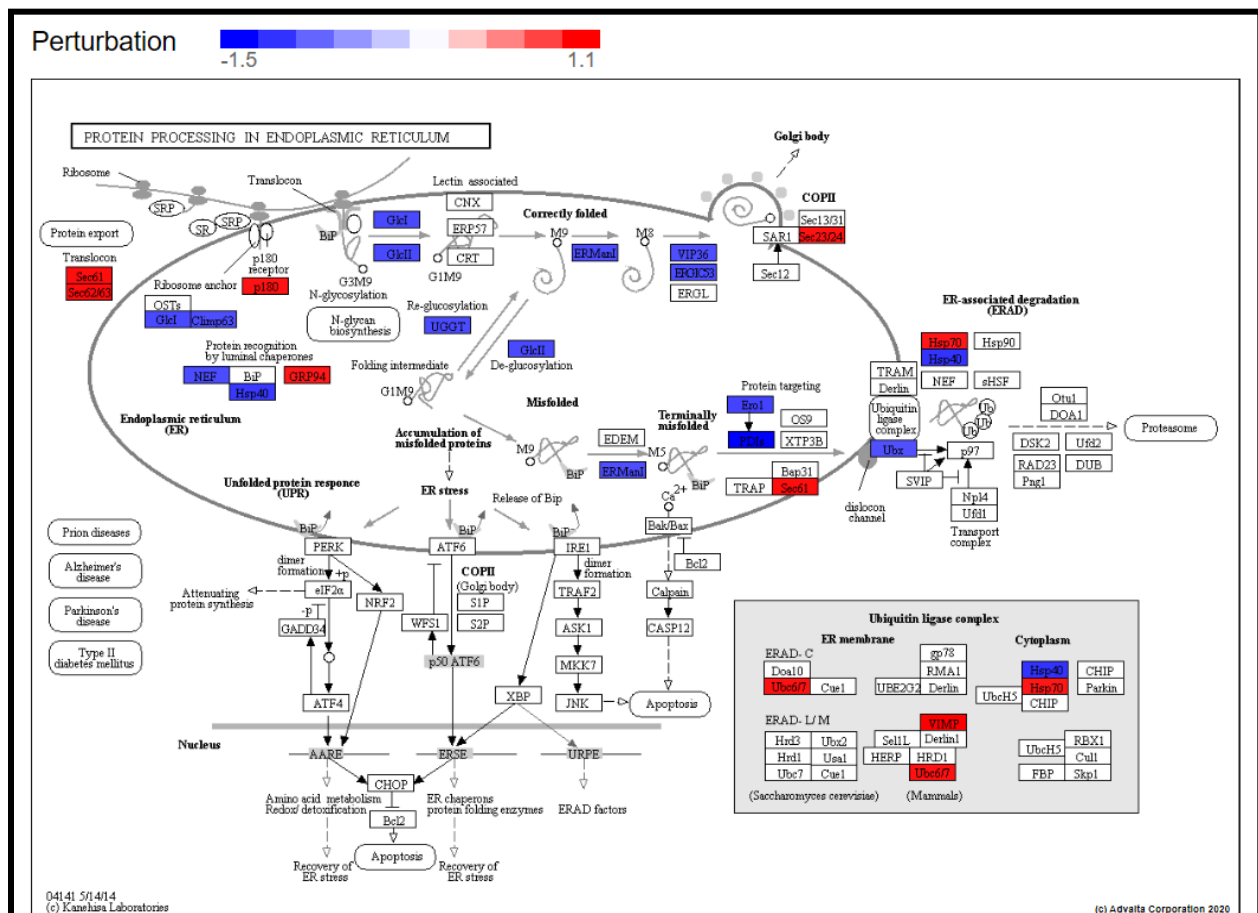 Perturbation
-1.5
1.1
PROTEIN PROCESSING IN ENDOPLASMIC RETICULUM
Golgi body
Ribosome
Translocon
Lectin associated
CNX
COPII
Sec13/31
SAR1
Sec23/24
Sec12
SRP
SR
SRP
BiP
GlcI
GlcII
ERP57
CRT
Correctly folded
M9
M8
ERManI
VIP36
ERGIC53
ERGL
Protein export
Translocon
Sec61
Sec62/63
p180
receptor
Ribosome anchor
p180
G3M9
N-glycosylation
G1M9
OSTs
GlcI
Climp63
N-glycan
biosynthesis
Re-glucosylation
UGGT
GlcII
De-glucosylation
ER-associated degradation
(ERAD)
Hsp70
Hsp40
Hsp90
NEF
sHSF
TRAM
Derlin
Protein recognition
by luminal chaperones
NEF
BiP
GRP94
Hsp40
Folding intermediate
G1M9
Endoplasmic reticulum
(ER)
Misfolded
Accumulation of
misfolded proteins
M9
BiP
EDEM
ERManI
M5
BiP
Terminally
misfolded
Protein targeting
Ero1
PDIs
OS9
XTP3B
Bap31
TRAP
Sec61
Ubiquitin
ligase
complex
Ubx
Ub
Ub
Ub
p97
SVIP
Npl4
Ufd1
Transport
complex
dislocon
channel
Otu1
DOA1
DSK2
Ufd2
RAD23
DUB
Png1
Proteasome
Unfolded protein responce
(UPR)
ER stress
Release of Bip
BiP
BiP
BiP
Ca2+
PERK
ATF6
IRE1
Bak/Bax
Bcl2
Prion diseases
Alzheimer's
disease
Parkinson's
disease
Type II
diabetes mellitus
dimer
formation
+p
eIF2α
Attenuating
protein synthesis
-p
GADD34
NRF2
ATF4
COPII
(Golgi body)
S1P
S2P
WFS1
p50 ATF6
dimer
formation
TRAF2
ASK1
MKK7
JNK
XBP
Calpain
CASP12
Apoptosis
Nucleus
AARE
ERSE
URPE
CHOP
Bcl2
Apoptosis
Amino acid metabolism
Redox/ detoxification
ER chaperons
protein folding enzymes
ERAD factors
Recovery of
ER stress
Recovery of
ER stress
Ubiquitin ligase complex
ER membrane
Cytoplasm
ERAD- C
Doa10
Ubc6/7
Cue1
gp78
RMA1
UBE2G2
Derlin
Hsp40
Hsp70
CHIP
UbcH5
CHIP
Parkin
ERAD- L/ M
Hrd3
Ubx2
Hrd1
Usa1
Ubc7
Cue1
VIMP
Sel1L
Derlin1
HERP
HRD1
Ubc6/7
UbcH5
RBX1
Cul1
FBP
Skp1
(Saccharomyces cerevisiae)
(Mammals)
04141 5/14/14
(c) Kanehisa Laboratories
(c) Advaita Corporation 2020